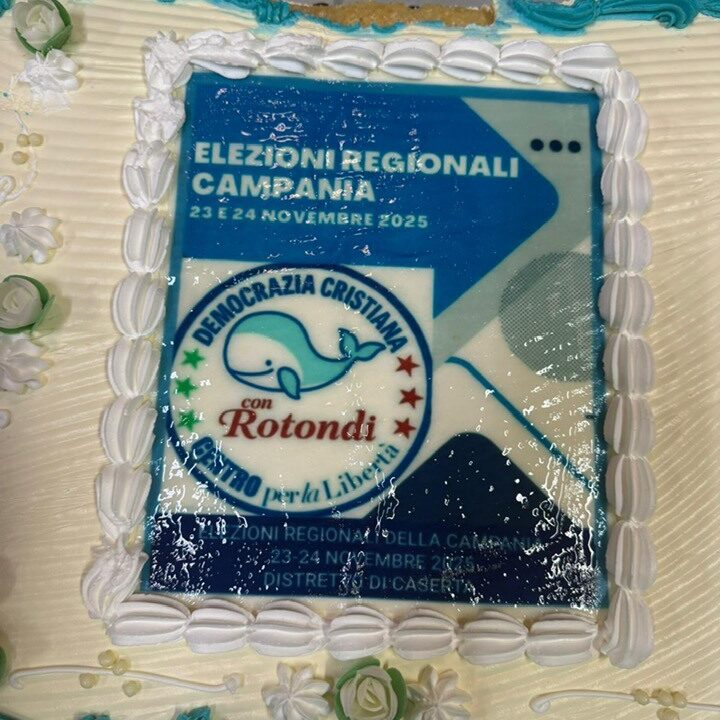 ELEZIONI REGIONALI
CAMPANIA
23 E 24 NOVEMBRE 2025
DEMOCRAZIA CRISTIANA
con
Rotondi
CENTRO per la Libertà
ELEZIONI REGIONALI DELLA CAMPANIA
23-24 NOVEMBRE 2025
DISTRETTO DI CASERTA